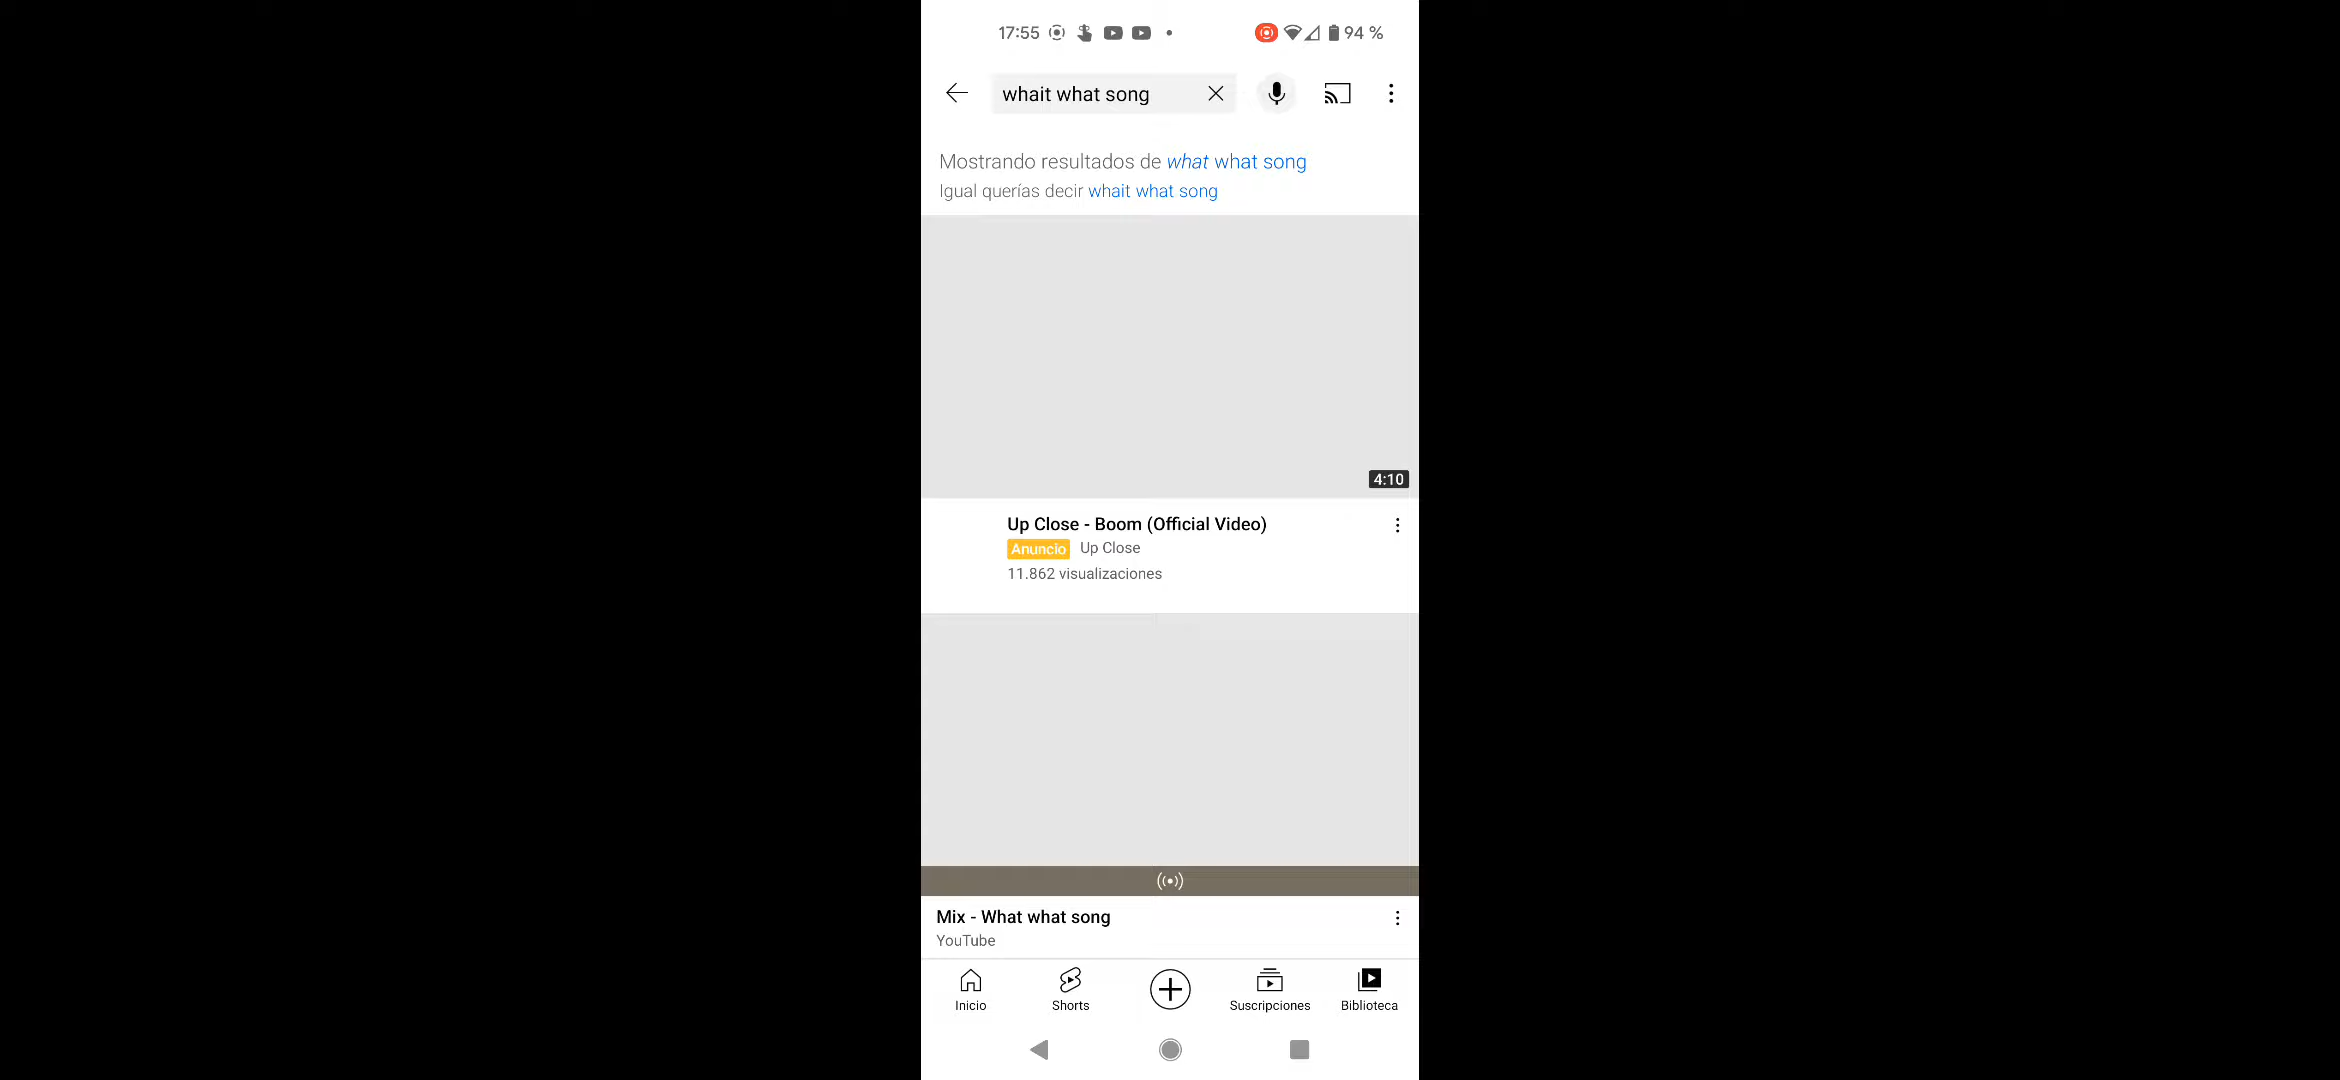 17:55
94 %
whait what song
Mostrando resultados de what what song
Igual querías decir whait what song
4:10
Up Close - Boom (Official Video)
Anuncio Up Close
11.862 visualizaciones
Mix - What what song
YouTube
Inicio
Shorts
Suscripciones
Biblioteca